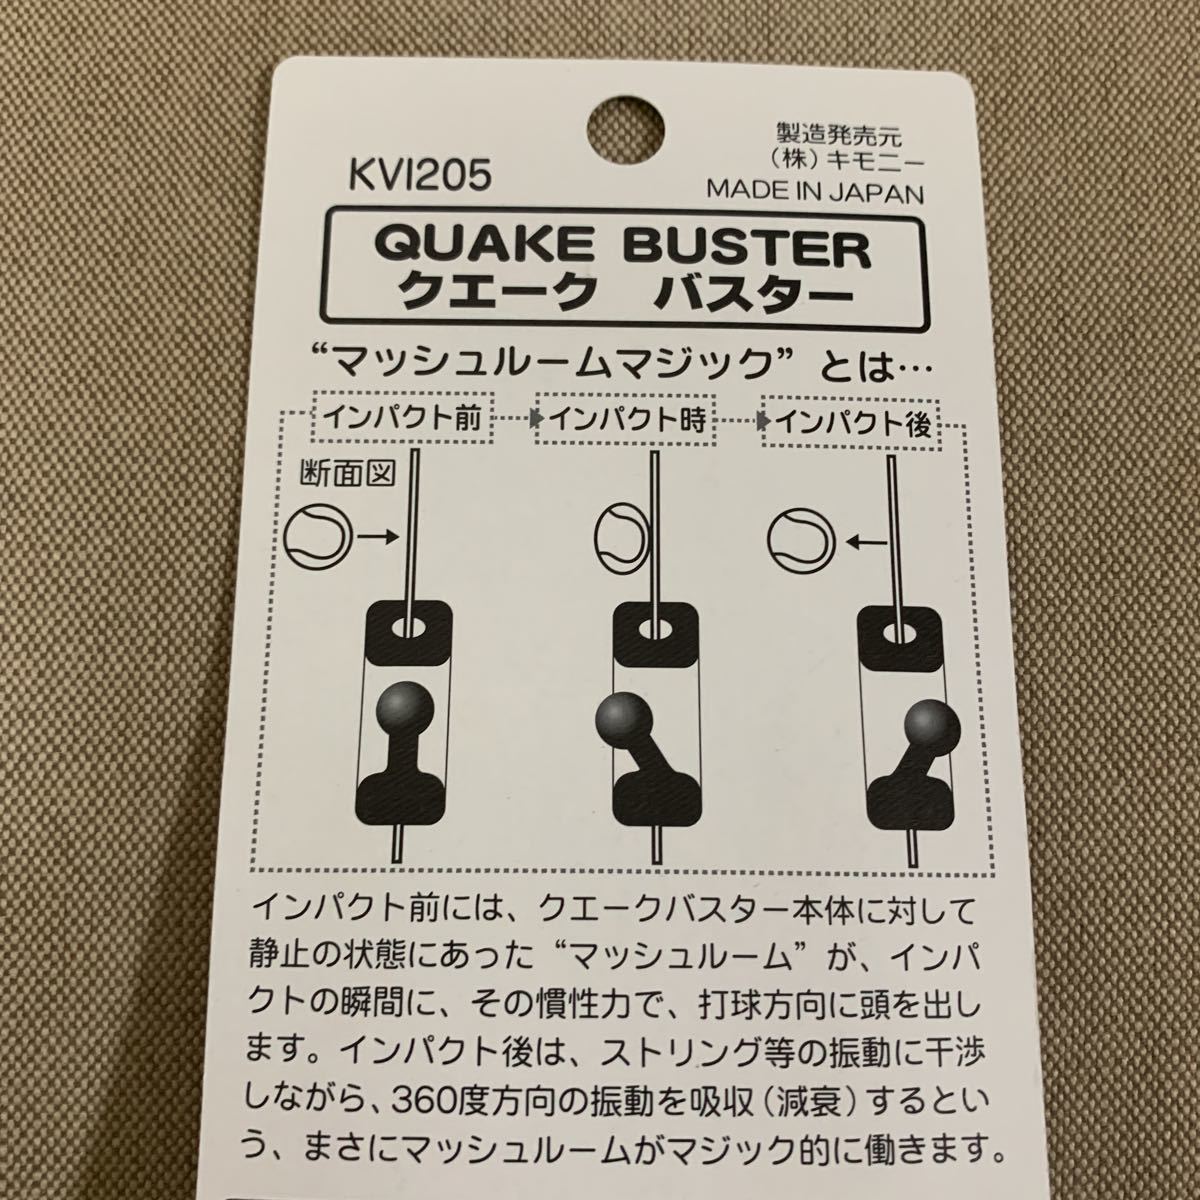 製造発売元
（株）キモニー
KVI205
MADE IN JAPAN
QUAKE BUSTER
クエーク　バスター
“マッシュルームマジック” とは…
インパクト前
インパクト時
インパクト後
断面図
インパクト前には、クエークバスター本体に対して
静止の状態にあった “マッシュルーム” が、インパ
クトの瞬間に、その慣性力で、打球方向に頭を出し
ます。インパクト後は、ストリング等の振動に干渉
しながら、360度方向の振動を吸収（減衰）するとい
う、まさにマッシュルームがマジック的に働きます。